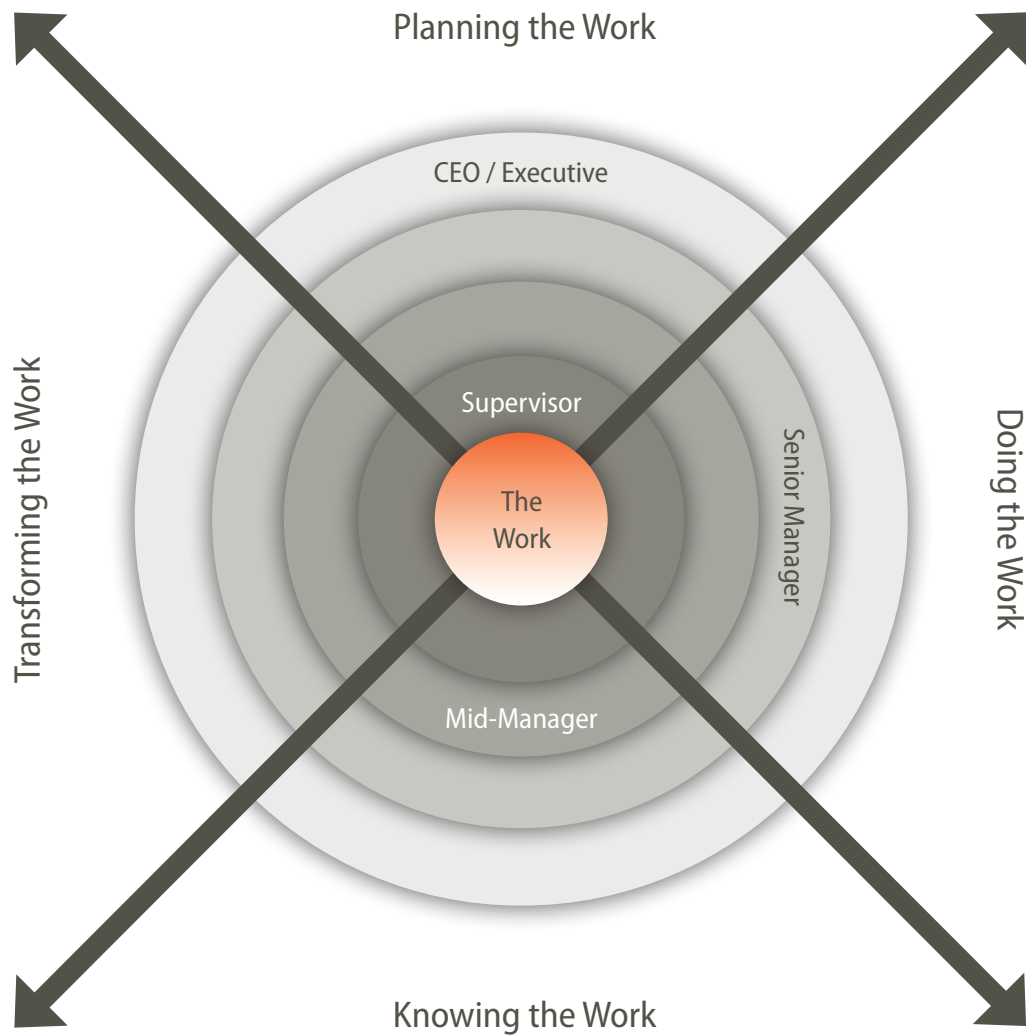 Planning the Work
CEO / Executive
Transforming the Work
Supervisor
The
Work
Senior Manager
Doing the Work
Mid-Manager
Knowing the Work